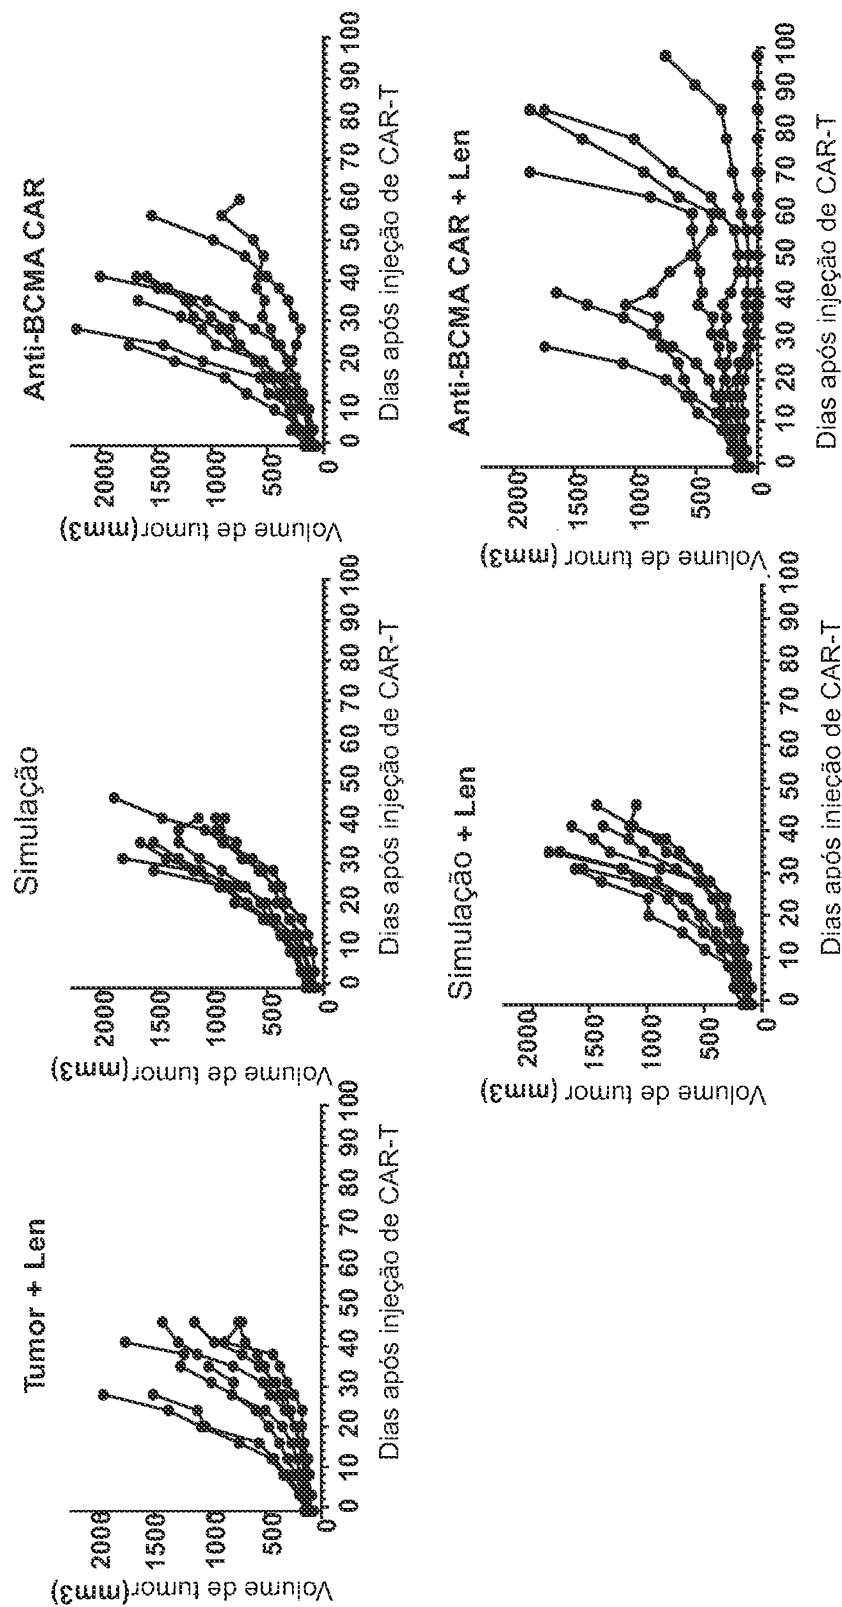 Tumor + Len
Volume de tumor(mm3)
2000
1500
1000
500
0
0 10 20 30 40 50 60 70 80 90 100
Dias após injeção de CAR-T
Simulação
Volume de tumor(mm3)
2000
1500
1000
500
0
0 10 20 30 40 50 60 70 80 90 100
Dias após injeção de CAR-T
Anti-BCMA CAR
Volume de tumor(mm3)
2000
1500
1000
500
0
0 10 20 30 40 50 60 70 80 90 100
Dias após injeção de CAR-T
Simulação + Len
Volume de tumor (mm3)
2000
1500
1000
500
0
0 10 20 30 40 50 60 70 80 90 100
Dias após injeção de CAR-T
Anti-BCMA CAR + Len
Volume de tumor (mm3)
2000
1500
1000
500
0
0 10 20 30 40 50 60 70 80 90 100
Dias após injeção de CAR-T